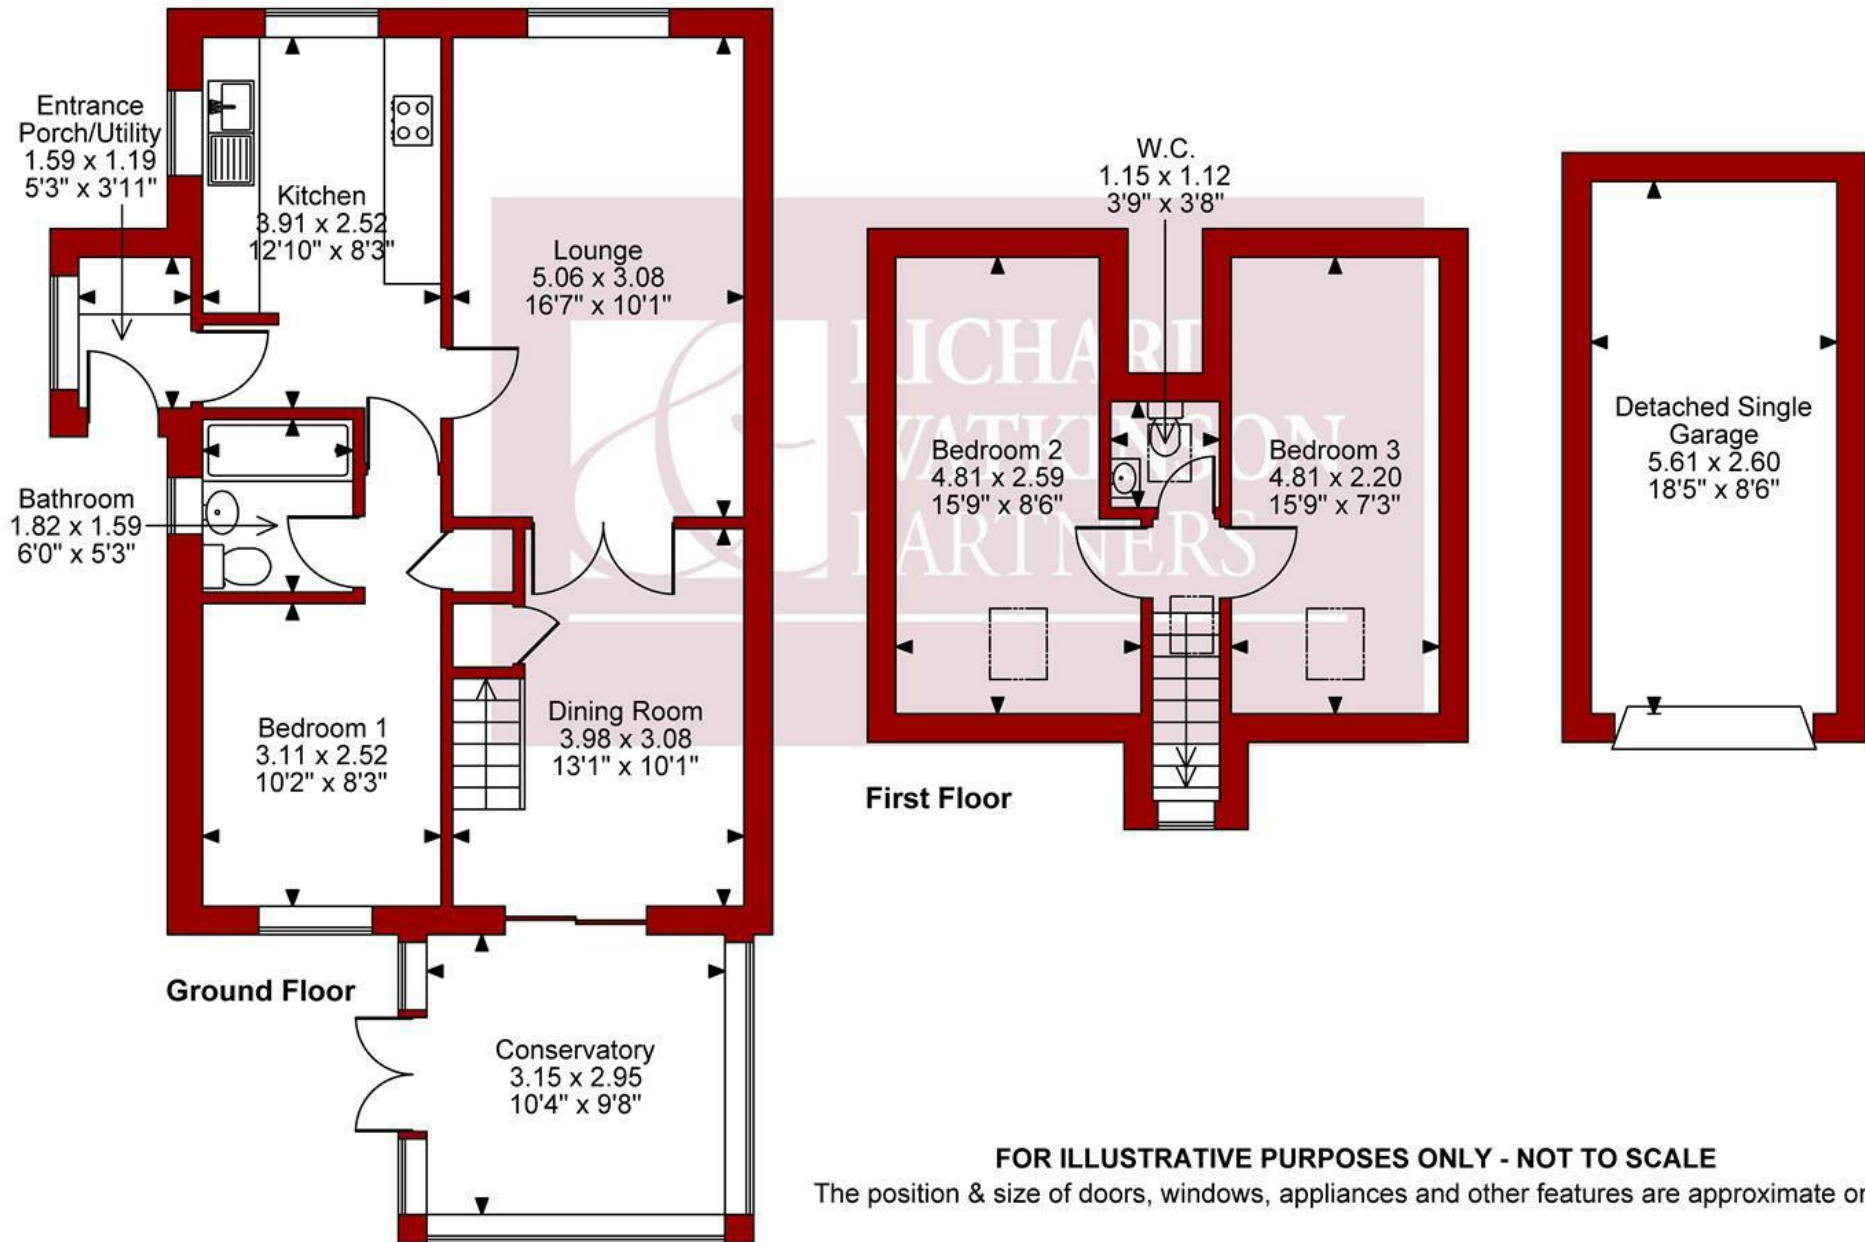 Entrance
Porch/Utility
1.59 x 1.19
5'3" x 3'11"
Kitchen
3.91 x 2.52
12'10" x 8'3"
Lounge
5.06 x 3.08
16'7" x 10'1"
Bathroom
1.82 x 1.59
6'0" x 5'3"
Bedroom 1
3.11 x 2.52
10'2" x 8'3"
Dining Room
3.98 x 3.08
13'1" x 10'1"
Ground Floor
Conservatory
3.15 x 2.95
10'4" x 9'8"
W.C.
1.15 x 1.12
3'9" x 3'8"
Bedroom 2
4.81 x 2.59
15'9" x 8'6"
Bedroom 3
4.81 x 2.20
15'9" x 7'3"
First Floor
Detached Single
Garage
5.61 x 2.60
18'5" x 8'6"
RICHARD
WATKINSON
PARTNERS
FOR ILLUSTRATIVE PURPOSES ONLY - NOT TO SCALE
The position & size of doors, windows, appliances and other features are approximate